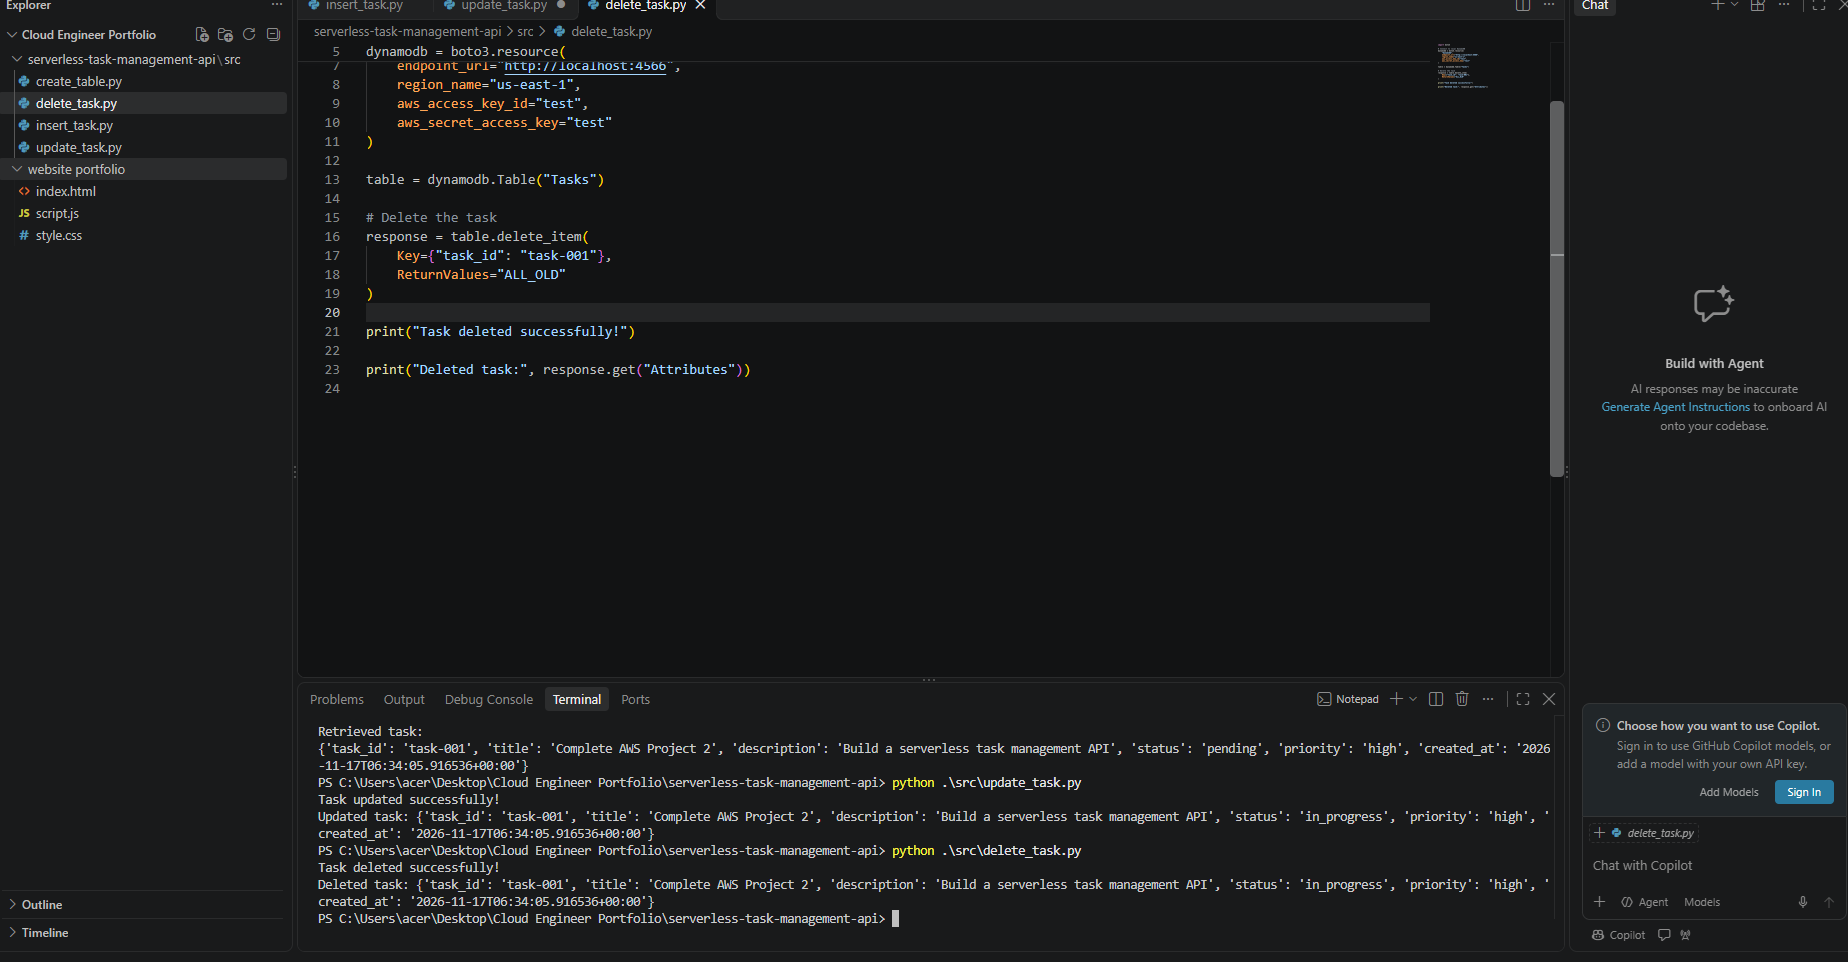 Explorer
Cloud Engineer Portfolio
serverless-task-management-api\src
create_table.py
delete_task.py
insert_task.py
update_task.py
website portfolio
index.html
JS script.js
# style.css
Outline
Timeline
insert_task.py
update_task.py
delete_task.py
serverless-task-management-api > src > delete_task.py
5 dynamodb = boto3.resource(
7 endpoint_url="http://localhost:4566",
8 region_name="us-east-1",
9 aws_access_key_id="test",
10 aws_secret_access_key="test"
11 )
12
13 table = dynamodb.Table("Tasks")
14
15 # Delete the task
16 response = table.delete_item(
17 Key={"task_id": "task-001"},
18 ReturnValues="ALL_OLD"
19 )
20
21 print("Task deleted successfully!")
22
23 print("Deleted task:", response.get("Attributes"))
24
Problems Output Debug Console Terminal Ports
Notepad
Retrieved task:
{'task_id': 'task-001', 'title': 'Complete AWS Project 2', 'description': 'Build a serverless task management API', 'status': 'pending', 'priority': 'high', 'created_at': '2026
-11-17T06:34:05.916536+00:00'}
PS C:\Users\acer\Desktop\Cloud Engineer Portfolio\serverless-task-management-api> python .\src\update_task.py
Task updated successfully!
Updated task: {'task_id': 'task-001', 'title': 'Complete AWS Project 2', 'description': 'Build a serverless task management API', 'status': 'in_progress', 'priority': 'high', '
created_at': '2026-11-17T06:34:05.916536+00:00'}
PS C:\Users\acer\Desktop\Cloud Engineer Portfolio\serverless-task-management-api> python .\src\delete_task.py
Task deleted successfully!
Deleted task: {'task_id': 'task-001', 'title': 'Complete AWS Project 2', 'description': 'Build a serverless task management API', 'status': 'in_progress', 'priority': 'high', '
created_at': '2026-11-17T06:34:05.916536+00:00'}
PS C:\Users\acer\Desktop\Cloud Engineer Portfolio\serverless-task-management-api>
Chat
Build with Agent
AI responses may be inaccurate
Generate Agent Instructions to onboard AI
onto your codebase.
Choose how you want to use Copilot.
Sign in to use GitHub Copilot models, or
add a model with your own API key.
Add Models Sign In
delete_task.py
Chat with Copilot
Agent Models
Copilot